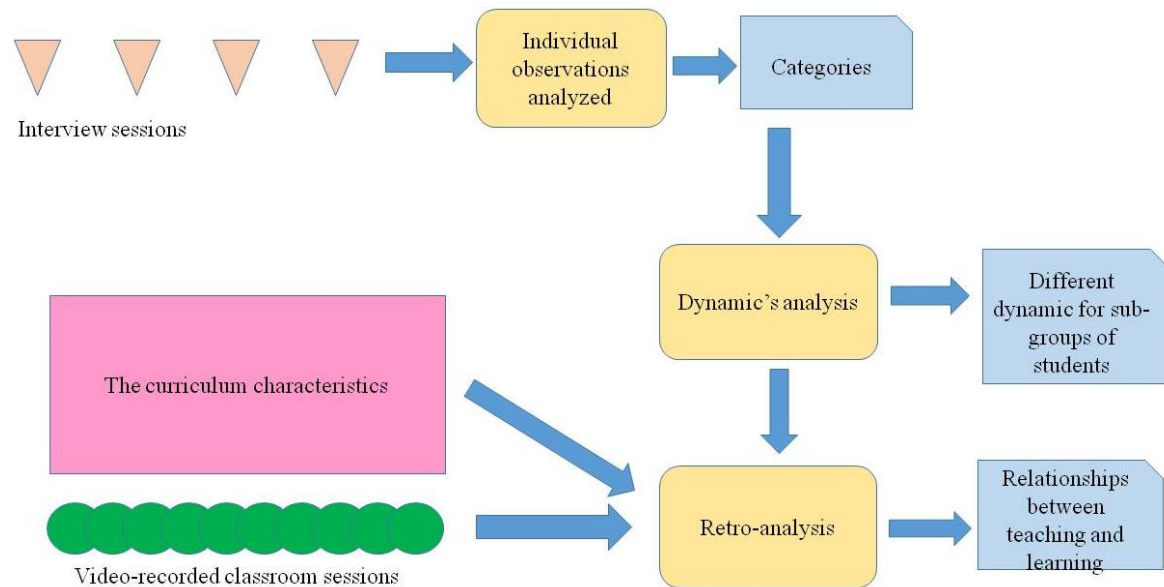 Individual
observations
analyzed
Categories
Interview sessions
Dynamic's analysis
Different
dynamic for sub-
groups of
students
The curriculum characteristics
Retro-analysis
Relationships
between
teaching and
learning
Video-recorded classroom sessions